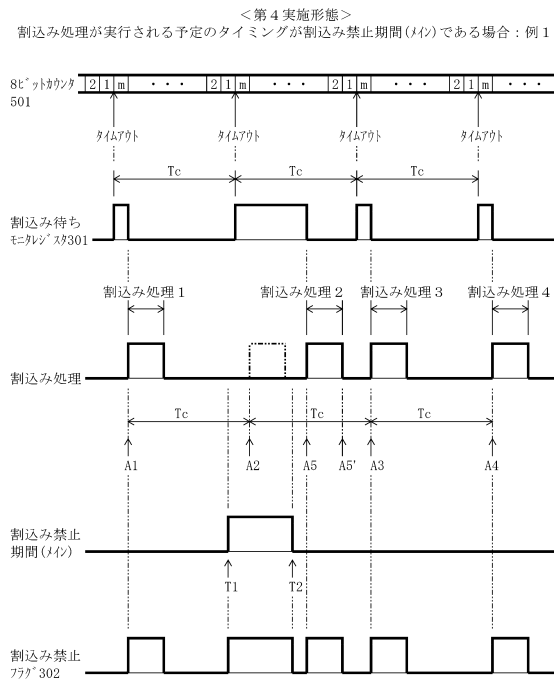 ＜第４実施形態＞
割込み処理が実行される予定のタイミングが割込み禁止期間(ﾒｲﾝ)である場合：例１
8ﾋﾞｯﾄｶｳﾝﾀ
501
2 1 m ・・・ 2 1 m ・・・ 2 1 m ・・・ 2 1 m ・・・
ﾀｲﾑｱｳﾄ ﾀｲﾑｱｳﾄ ﾀｲﾑｱｳﾄ ﾀｲﾑｱｳﾄ
Tc Tc Tc
割込み待ち
ﾓﾆﾀﾚｼﾞｽﾀ301
割込み処理１ 割込み処理２ 割込み処理３ 割込み処理４
割込み処理
Tc Tc Tc
A1 A2 A5 A5' A3 A4
割込み禁止
期間(ﾒｲﾝ)
T1 T2
割込み禁止
ﾌﾗｸﾞ302